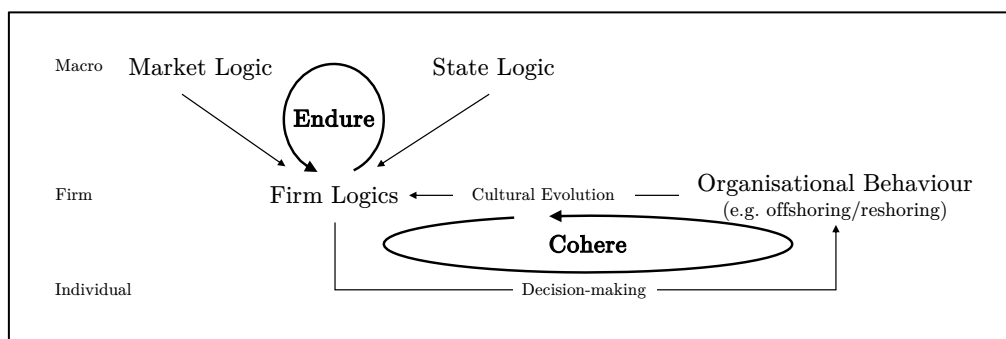 Macro Market Logic State Logic
Endure
Firm Firm Logics Cultural Evolution Organisational Behaviour
(e.g. offshoring/reshoring)
Cohere
Individual Decision-making